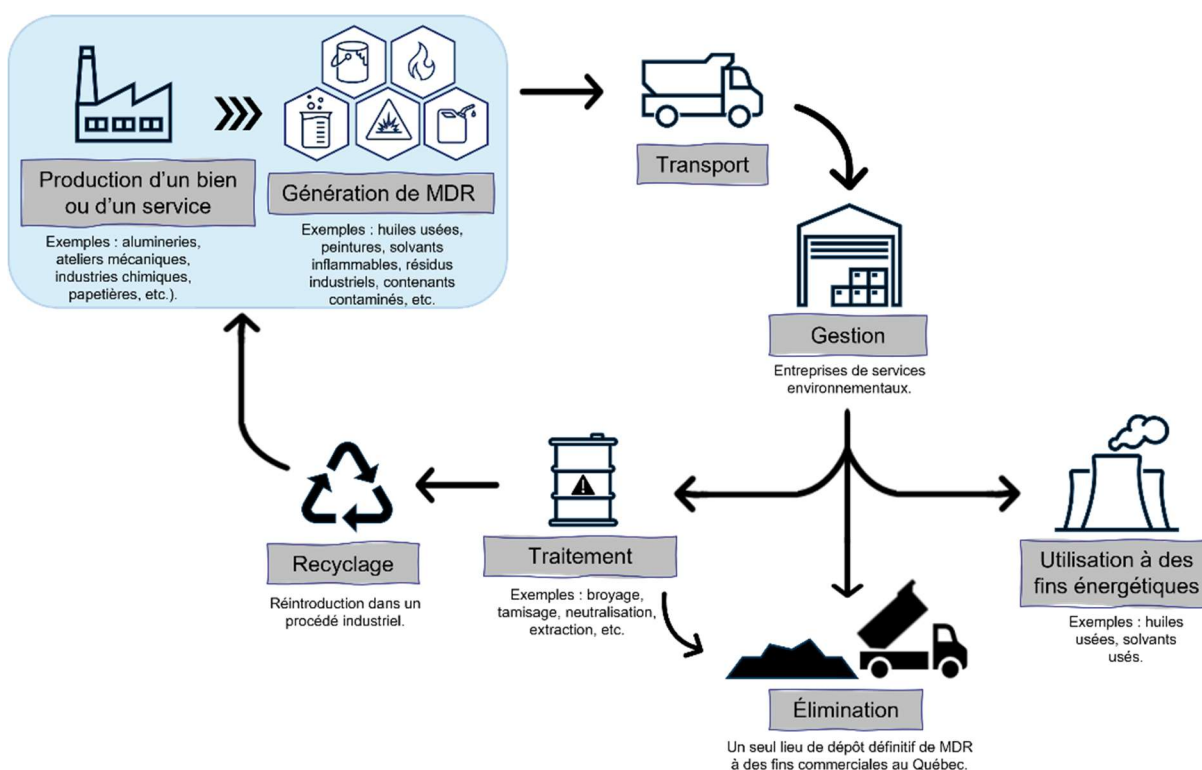 Production d'un bien
ou d'un service
Exemples : alumineries,
ateliers mécaniques,
industries chimiques,
papetières, etc.).
Génération de MDR
Exemples : huiles usées,
peintures, solvants
inflammables, résidus
industriels, contenants
contaminés, etc.
Transport
Gestion
Entreprises de services
environnementaux.
Recyclage
Réintroduction dans un
procédé industriel.
Traitement
Exemples : broyage,
tamisage, neutralisation,
extraction, etc.
Utilisation à des
fins énergétiques
Exemples : huiles
usées, solvants
usés.
Élimination
Un seul lieu de dépôt définitif de MDR
à des fins commerciales au Québec.